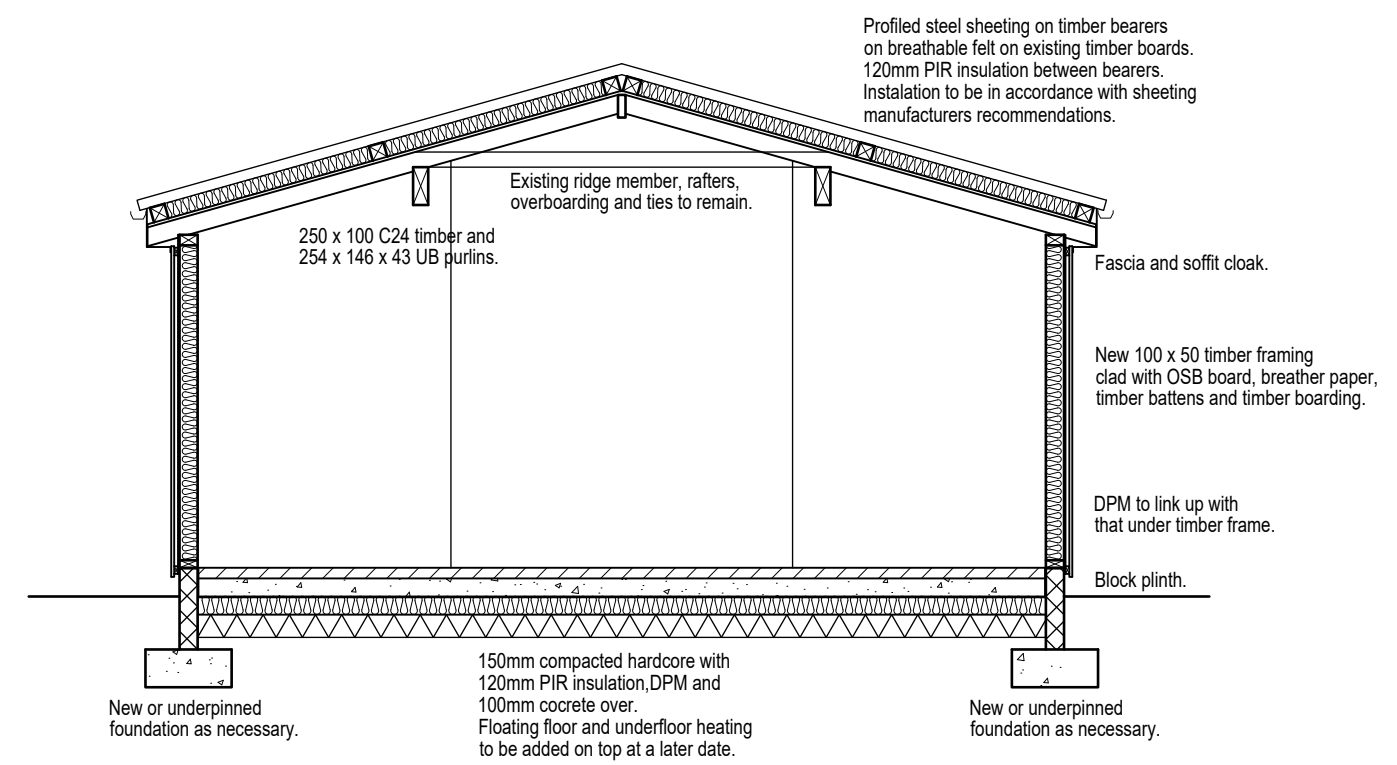 Profiled steel sheeting on timber bearers
on breathable felt on existing timber boards.
120mm PIR insulation between bearers.
Instalation to be in accordance with sheeting
manufacturers recommendations.
Existing ridge member, rafters,
overboarding and ties to remain.
250 x 100 C24 timber and
254 x 146 x 43 UB purlins.
Fascia and soffit cloak.
New 100 x 50 timber framing
clad with OSB board, breather paper,
timber battens and timber boarding.
DPM to link up with
that under timber frame.
Block plinth.
150mm compacted hardcore with
120mm PIR insulation,DPM and
100mm cocrete over.
Floating floor and underfloor heating
to be added on top at a later date.
New or underpinned
foundation as necessary.
New or underpinned
foundation as necessary.